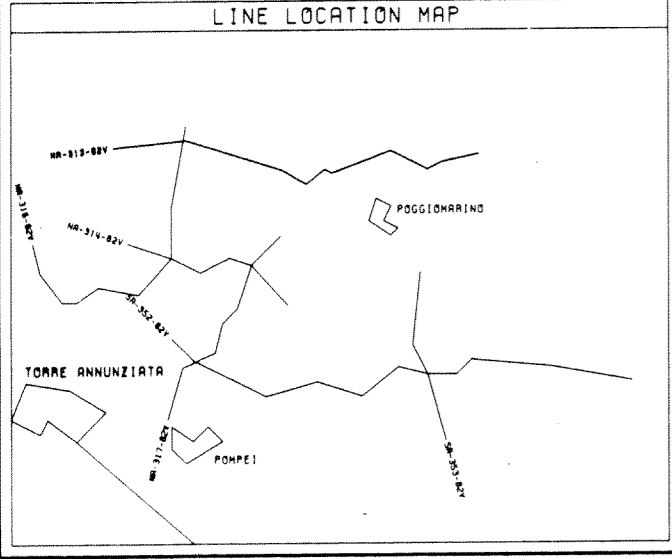 LINE LOCATION MAP
NA-313-82V
NA-316-82V
NA-314-82V
POGGIOMARINO
SA-352-82V
TORRE ANNUNZIATA
NA-317-82V
POMPEI
SA-353-82V